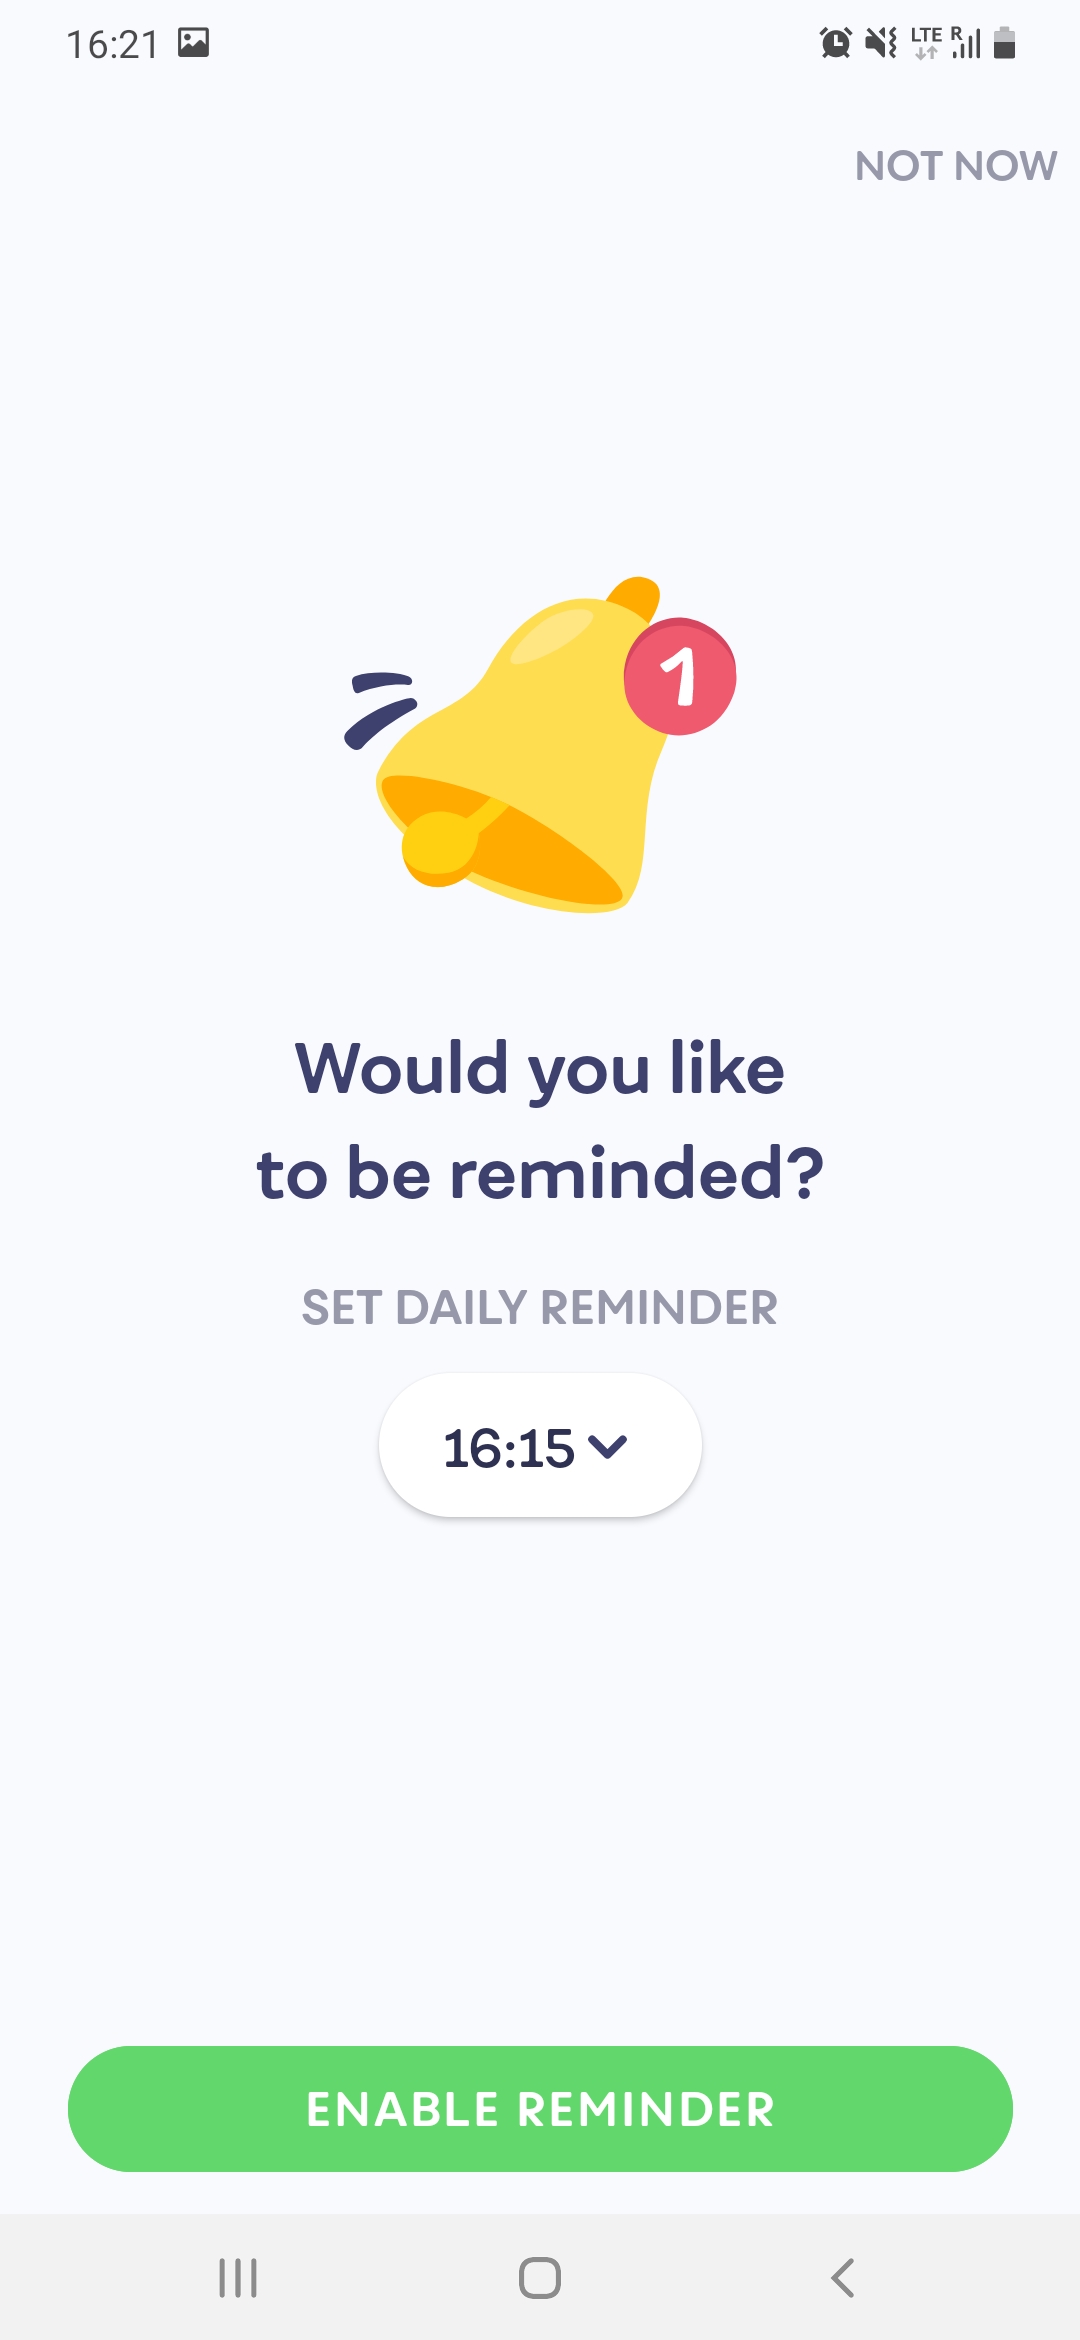 16:21
LTE R
NOT NOW
1
Would you like
to be reminded?
SET DAILY REMINDER
16:15
ENABLE REMINDER